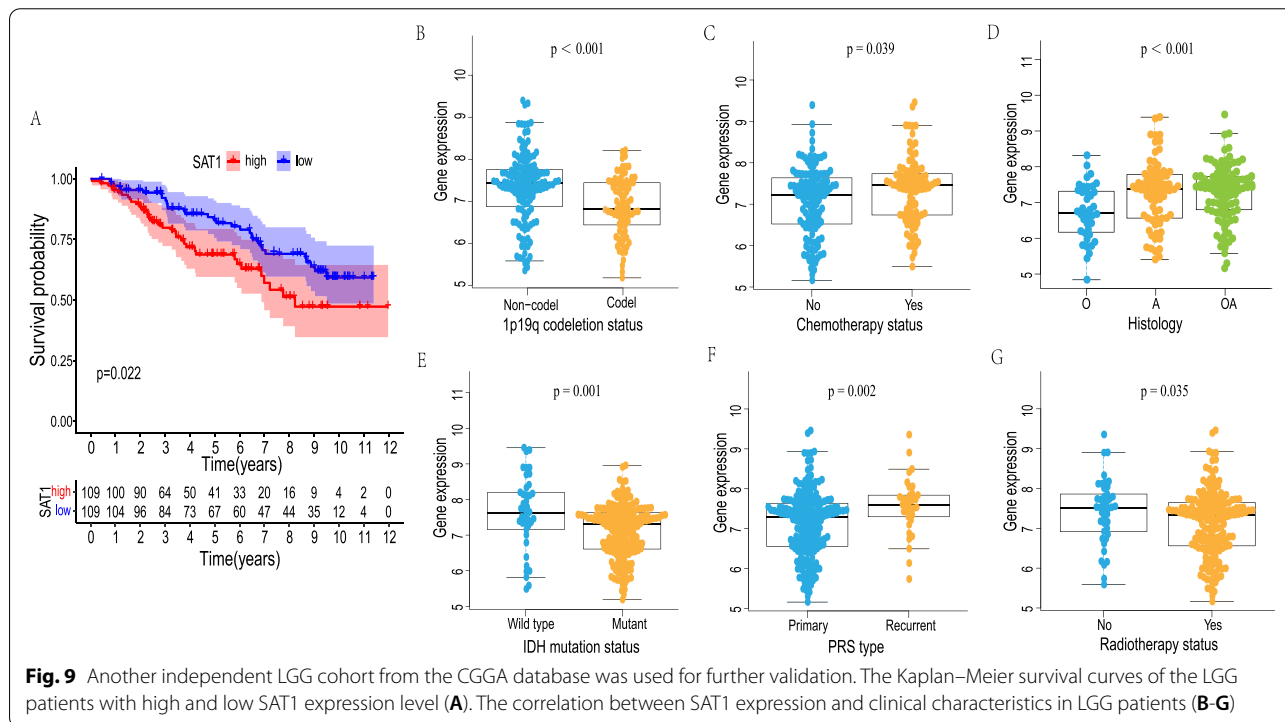 A
SAT1 high low
Survival probability
1.00
0.75
0.50
0.25
0.00
p=0.022
0 1 2 3 4 5 6 7 8 9 10 11 12
Time(years)
SAT1
high 109 100 90 64 50 41 33 20 16 9 4 2 0
low 109 104 96 84 73 67 60 47 44 35 12 4 0
0 1 2 3 4 5 6 7 8 9 10 11 12
Time(years)
B
p < 0.001
Gene expression
10
9
8
7
6
5
Non-codel Codel
1p19q codeletion status
C
p = 0.039
Gene expression
10
9
8
7
6
5
No Yes
Chemotherapy status
D
p < 0.001
Gene expression
11
10
9
8
7
6
5
O A OA
Histology
E
p = 0.001
Gene expression
11
10
9
8
7
6
5
Wild type Mutant
IDH mutation status
F
p = 0.002
Gene expression
10
9
8
7
6
5
Primary Recurrent
PRS type
G
p = 0.035
Gene expression
10
9
8
7
6
5
No Yes
Radiotherapy status
Fig. 9 Another independent LGG cohort from the CGGA database was used for further validation. The Kaplan–Meier survival curves of the LGG
patients with high and low SAT1 expression level (A). The correlation between SAT1 expression and clinical characteristics in LGG patients (B-G)